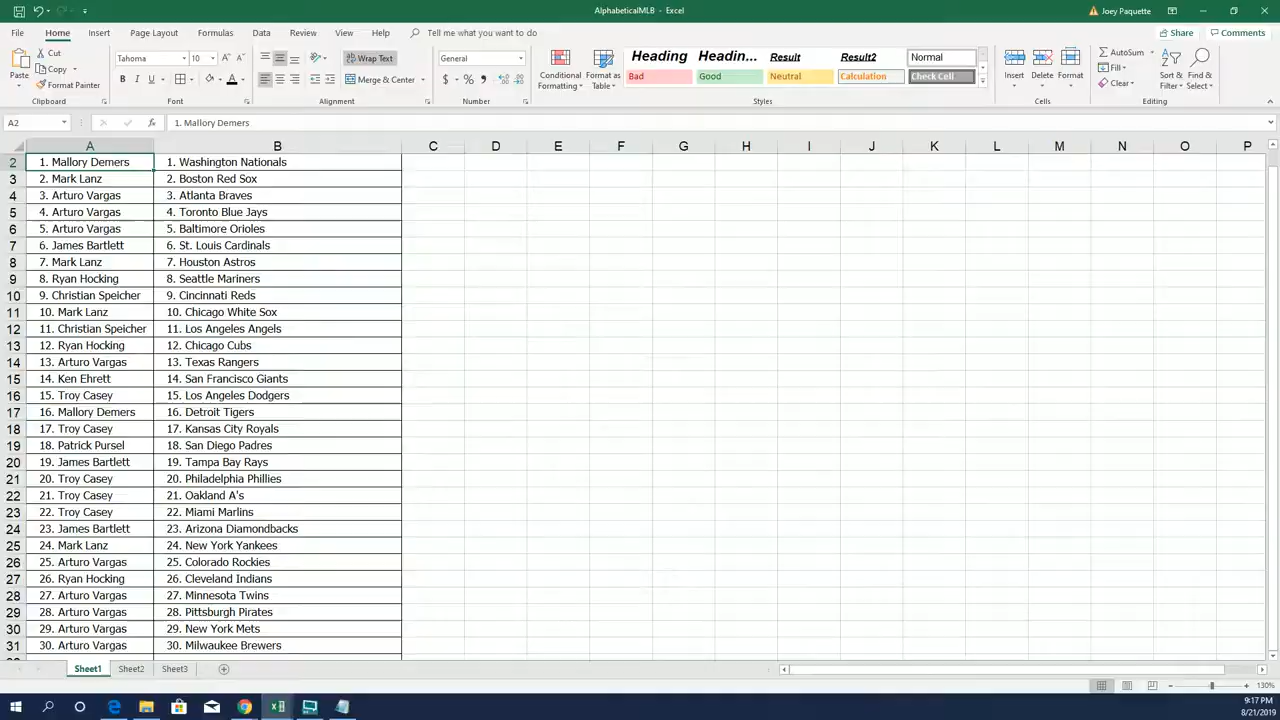 AlphabeticalMLB - Excel
Joey Paquette
File Home Insert Page Layout Formulas Data Review View Help Tell me what you want to do Share Comments
Paste Cut Copy Format Painter Clipboard
Tahoma 10 B I U A Font
Wrap Text Merge & Center Alignment
General $ % Number
Conditional Formatting Format as Table
Heading Headin... Result Result2 Normal
Bad Good Neutral Calculation Check Cell
Styles
Insert Delete Format Cells
AutoSum Fill Clear Sort & Filter Find & Select Editing
A2 fx 1. Mallory Demers
A B C D E F G H I J K L M N O P
2 1. Mallory Demers 1. Washington Nationals
3 2. Mark Lanz 2. Boston Red Sox
4 3. Arturo Vargas 3. Atlanta Braves
5 4. Arturo Vargas 4. Toronto Blue Jays
6 5. Arturo Vargas 5. Baltimore Orioles
7 6. James Bartlett 6. St. Louis Cardinals
8 7. Mark Lanz 7. Houston Astros
9 8. Ryan Hocking 8. Seattle Mariners
10 9. Christian Speicher 9. Cincinnati Reds
11 10. Mark Lanz 10. Chicago White Sox
12 11. Christian Speicher 11. Los Angeles Angels
13 12. Ryan Hocking 12. Chicago Cubs
14 13. Arturo Vargas 13. Texas Rangers
15 14. Ken Ehrett 14. San Francisco Giants
16 15. Troy Casey 15. Los Angeles Dodgers
17 16. Mallory Demers 16. Detroit Tigers
18 17. Troy Casey 17. Kansas City Royals
19 18. Patrick Pursel 18. San Diego Padres
20 19. James Bartlett 19. Tampa Bay Rays
21 20. Troy Casey 20. Philadelphia Phillies
22 21. Troy Casey 21. Oakland A's
23 22. Troy Casey 22. Miami Marlins
24 23. James Bartlett 23. Arizona Diamondbacks
25 24. Mark Lanz 24. New York Yankees
26 25. Arturo Vargas 25. Colorado Rockies
27 26. Ryan Hocking 26. Cleveland Indians
28 27. Arturo Vargas 27. Minnesota Twins
29 28. Arturo Vargas 28. Pittsburgh Pirates
30 29. Arturo Vargas 29. New York Mets
31 30. Arturo Vargas 30. Milwaukee Brewers
Sheet1 Sheet2 Sheet3
130%
9:17 PM
8/21/2019